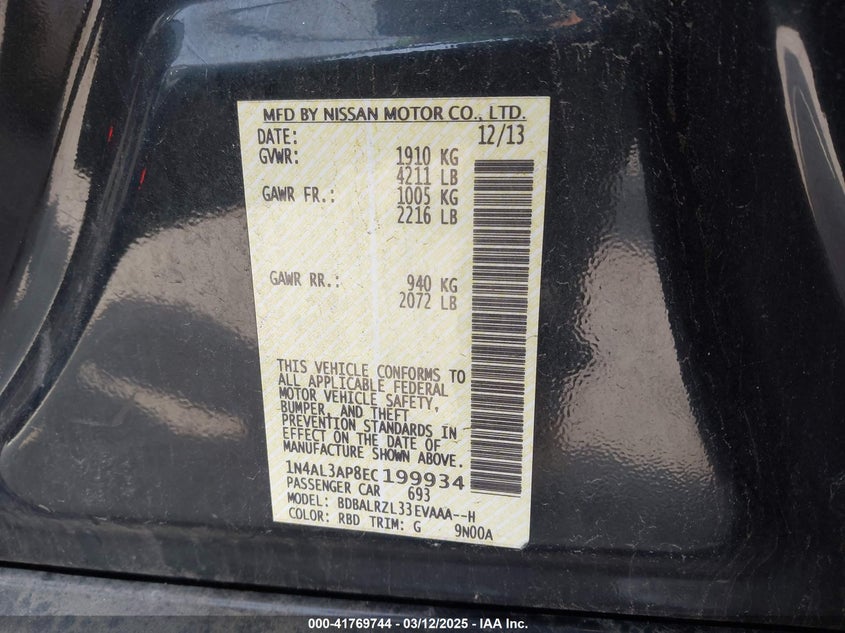 MFD BY NISSAN MOTOR CO., LTD.
DATE: 12/13
GVWR: 1910 KG
4211 LB
GAWR FR.: 1005 KG
2216 LB
GAWR RR.: 940 KG
2072 LB
THIS VEHICLE CONFORMS TO
ALL APPLICABLE FEDERAL
MOTOR VEHICLE SAFETY,
BUMPER, AND THEFT
PREVENTION STANDARDS IN
EFFECT ON THE DATE OF
MANUFACTURE SHOWN ABOVE.
1N4AL3AP8EC199934
PASSENGER CAR 693
MODEL: BDBALRZL33EVAAA--H
COLOR: RBD TRIM: G 9N00A
000-41769744 - 03/12/2025 - IAA Inc.